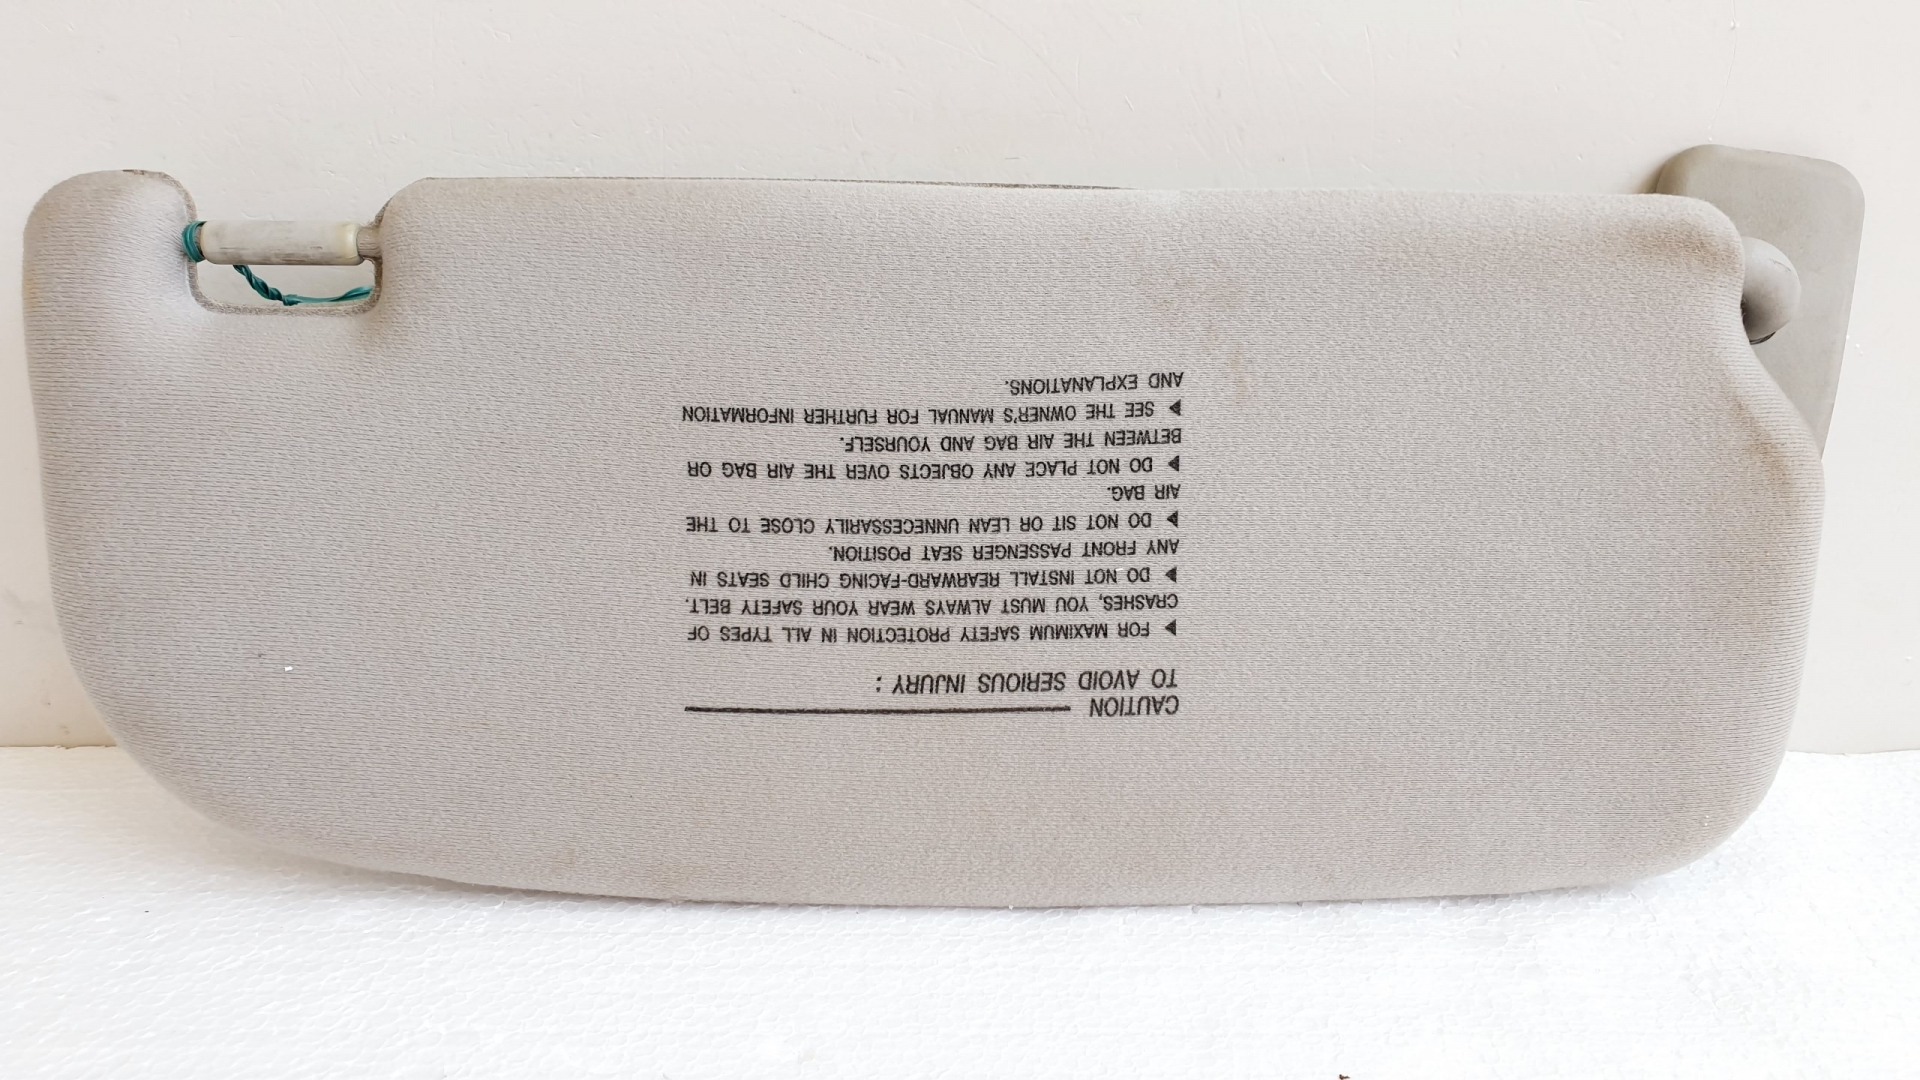 CAUTION
TO AVOID SERIOUS INJURY :
▶ FOR MAXIMUM SAFETY PROTECTION IN ALL TYPES OF
CRASHES, YOU MUST ALWAYS WEAR YOUR SAFETY BELT.
▶ DO NOT INSTALL REARWARD-FACING CHILD SEATS IN
ANY FRONT PASSENGER SEAT POSITION.
▶ DO NOT SIT OR LEAN UNNECESSARILY CLOSE TO THE
AIR BAG.
▶ DO NOT PLACE ANY OBJECTS OVER THE AIR BAG OR
BETWEEN THE AIR BAG AND YOURSELF.
▶ SEE THE OWNER'S MANUAL FOR FURTHER INFORMATION
AND EXPLANATIONS.